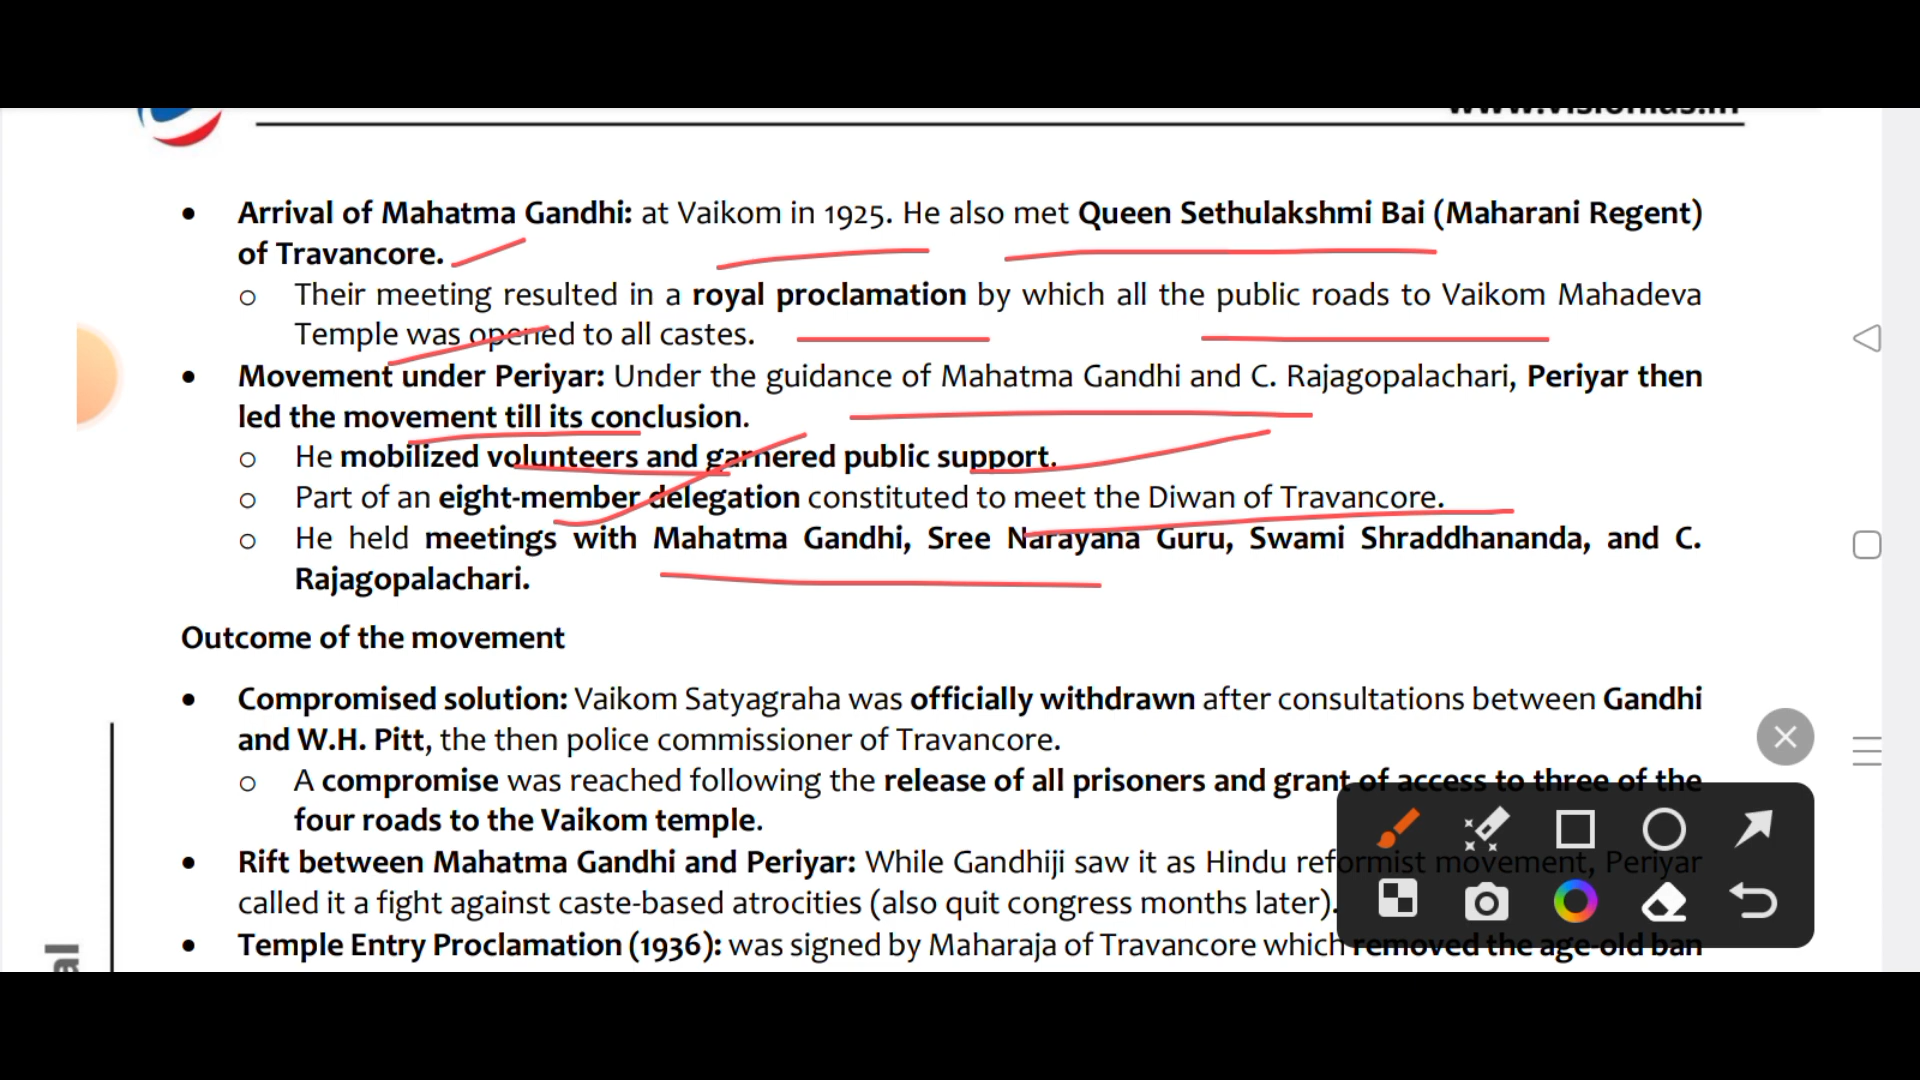 www.visionias.in
• Arrival of Mahatma Gandhi: at Vaikom in 1925. He also met Queen Sethulakshmi Bai (Maharani Regent)
of Travancore.
o Their meeting resulted in a royal proclamation by which all the public roads to Vaikom Mahadeva
Temple was opened to all castes.
• Movement under Periyar: Under the guidance of Mahatma Gandhi and C. Rajagopalachari, Periyar then
led the movement till its conclusion.
o He mobilized volunteers and garnered public support.
o Part of an eight-member delegation constituted to meet the Diwan of Travancore.
o He held meetings with Mahatma Gandhi, Sree Narayana Guru, Swami Shraddhananda, and C.
Rajagopalachari.
Outcome of the movement
• Compromised solution: Vaikom Satyagraha was officially withdrawn after consultations between Gandhi
and W.H. Pitt, the then police commissioner of Travancore.
o A compromise was reached following the release of all prisoners and grant of access to three of the
four roads to the Vaikom temple.
• Rift between Mahatma Gandhi and Periyar: While Gandhiji saw it as Hindu reformist movement, Periyar
called it a fight against caste-based atrocities (also quit congress months later).
• Temple Entry Proclamation (1936): was signed by Maharaja of Travancore which removed the age-old ban
al